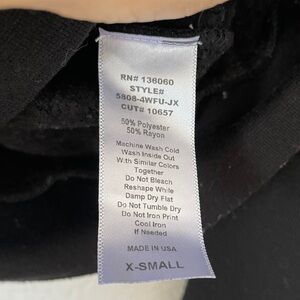 RN# 136060
STYLE#
5808-4WFU-JX
CUT# 10657
50% Polyester
50% Rayon
Machine Wash Cold
Wash Inside Out
With Similar Colors
Together
Do Not Bleach
Reshape While
Damp Dry Flat
Do Not Tumble Dry
Do Not Iron Print
Cool Iron
If Needed
MADE IN USA
X-SMALL